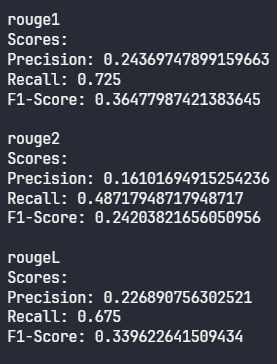 rouge1
Scores:
Precision: 0.24369747899159663
Recall: 0.725
F1-Score: 0.36477987421383645
rouge2
Scores:
Precision: 0.16101694915254236
Recall: 0.48717948717948717
F1-Score: 0.24203821656050956
rougeL
Scores:
Precision: 0.226890756302521
Recall: 0.675
F1-Score: 0.339622641509434